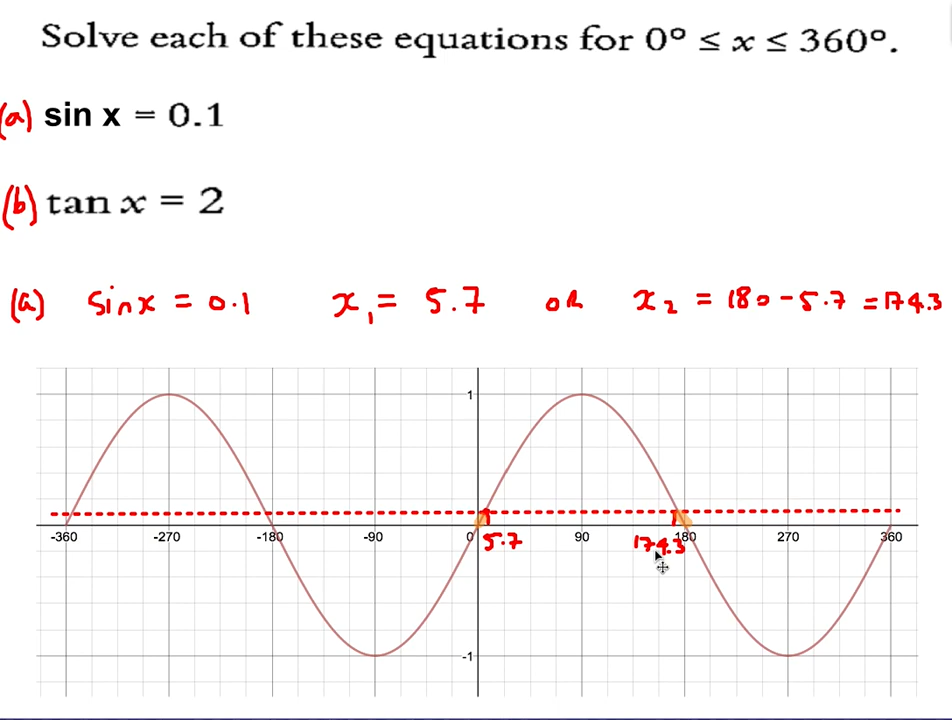 Solve each of these equations for 0° ≤ x ≤ 360°.
(a) sin x = 0.1
(b) tan x = 2
(a) sinx = 0.1 x₁ = 5.7 OR x₂ = 180 - 5.7 = 174.3
1
-360 -270 -180 -90 0 90 180 270 360
5.7 174.3
-1